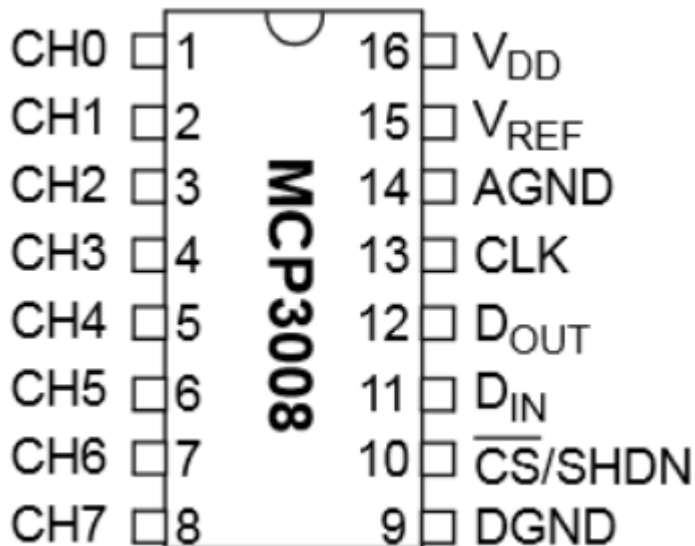 CH0 1 16 VDD
CH1 2 15 VREF
CH2 3 14 AGND
CH3 4 13 CLK
CH4 5 12 DOUT
CH5 6 11 DIN
CH6 7 10 C̅S̅/SHDN
CH7 8 9 DGND
MCP3008